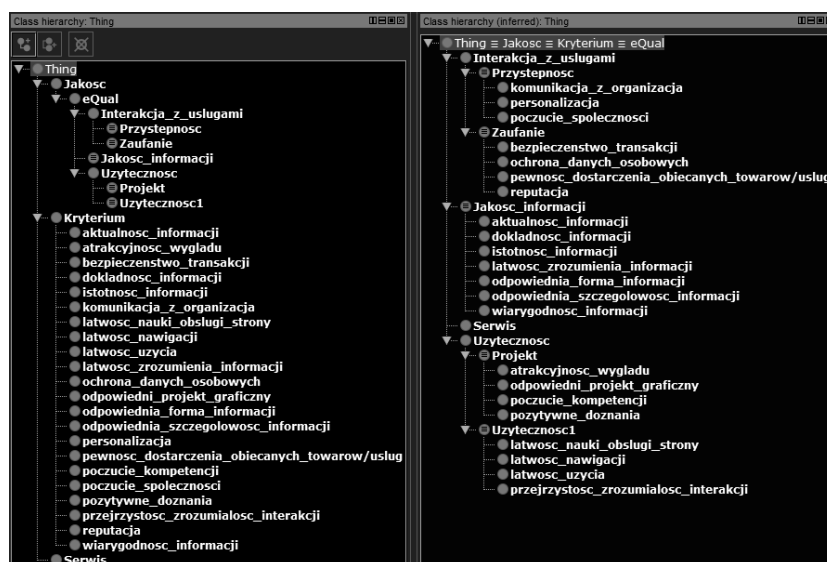 Class hierarchy: Thing
Thing
Jakosc
eQual
Interakcja_z_uslugami
Przystepnosc
Zaufanie
Jakosc_informacji
Uzytecznosc
Projekt
Uzytecznosc1
Kryterium
aktualnosc_informacji
atrakcyjnosc_wygladu
bezpieczenstwo_transakcji
dokladnosc_informacji
istotnosc_informacji
komunikacja_z_organizacja
latwosc_nauki_obslugi_strony
latwosc_nawigacji
latwosc_uzycia
latwosc_zrozumienia_informacji
ochrona_danych_osobowych
odpowiedni_projekt_graficzny
odpowiednia_forma_informacji
odpowiednia_szczegolowosc_informacji
personalizacja
pewnosc_dostarczenia_obiecanych_towarow/uslug
poczucie_kompetencji
poczucie_spolecznosci
pozytywne_doznania
przejrzystosc_zrozumialosc_interakcji
reputacja
wiarygodnosc_informacji
Serwis
Class hierarchy (inferred): Thing
Thing ≡ Jakosc ≡ Kryterium ≡ eQual
Interakcja_z_uslugami
Przystepnosc
komunikacja_z_organizacja
personalizacja
poczucie_spolecznosci
Zaufanie
bezpieczenstwo_transakcji
ochrona_danych_osobowych
pewnosc_dostarczenia_obiecanych_towarow/uslug
reputacja
Jakosc_informacji
aktualnosc_informacji
dokladnosc_informacji
istotnosc_informacji
latwosc_zrozumienia_informacji
odpowiednia_forma_informacji
odpowiednia_szczegolowosc_informacji
wiarygodnosc_informacji
Serwis
Uzytecznosc
Projekt
atrakcyjnosc_wygladu
odpowiedni_projekt_graficzny
poczucie_kompetencji
pozytywne_doznania
Uzytecznosc1
latwosc_nauki_obslugi_strony
latwosc_nawigacji
latwosc_uzycia
przejrzystosc_zrozumialosc_interakcji